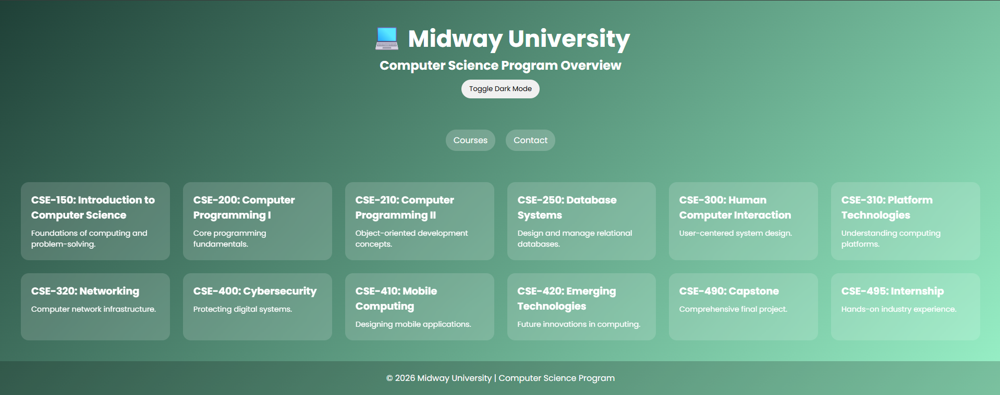 Midway University
Computer Science Program Overview
Toggle Dark Mode
Courses
Contact
CSE-150: Introduction to
Computer Science
Foundations of computing and
problem-solving.
CSE-200: Computer
Programming I
Core programming
fundamentals.
CSE-210: Computer
Programming II
Object-oriented development
concepts.
CSE-250: Database
Systems
Design and manage relational
databases.
CSE-300: Human
Computer Interaction
User-centered system design.
CSE-310: Platform
Technologies
Understanding computing
platforms.
CSE-320: Networking
Computer network infrastructure.
CSE-400: Cybersecurity
Protecting digital systems.
CSE-410: Mobile
Computing
Designing mobile applications.
CSE-420: Emerging
Technologies
Future innovations in computing.
CSE-490: Capstone
Comprehensive final project.
CSE-495: Internship
Hands-on industry experience.
© 2026 Midway University | Computer Science Program